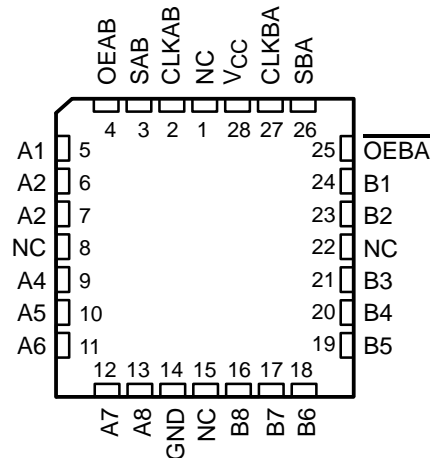 OEAB SAB CLKAB NC VCC CLKBA SBA
4 3 2 1 28 27 26
A1 5 25 OEBA
A2 6 24 B1
A2 7 23 B2
NC 8 22 NC
A4 9 21 B3
A5 10 20 B4
A6 11 19 B5
12 13 14 15 16 17 18
A7 A8 GND NC B8 B7 B6